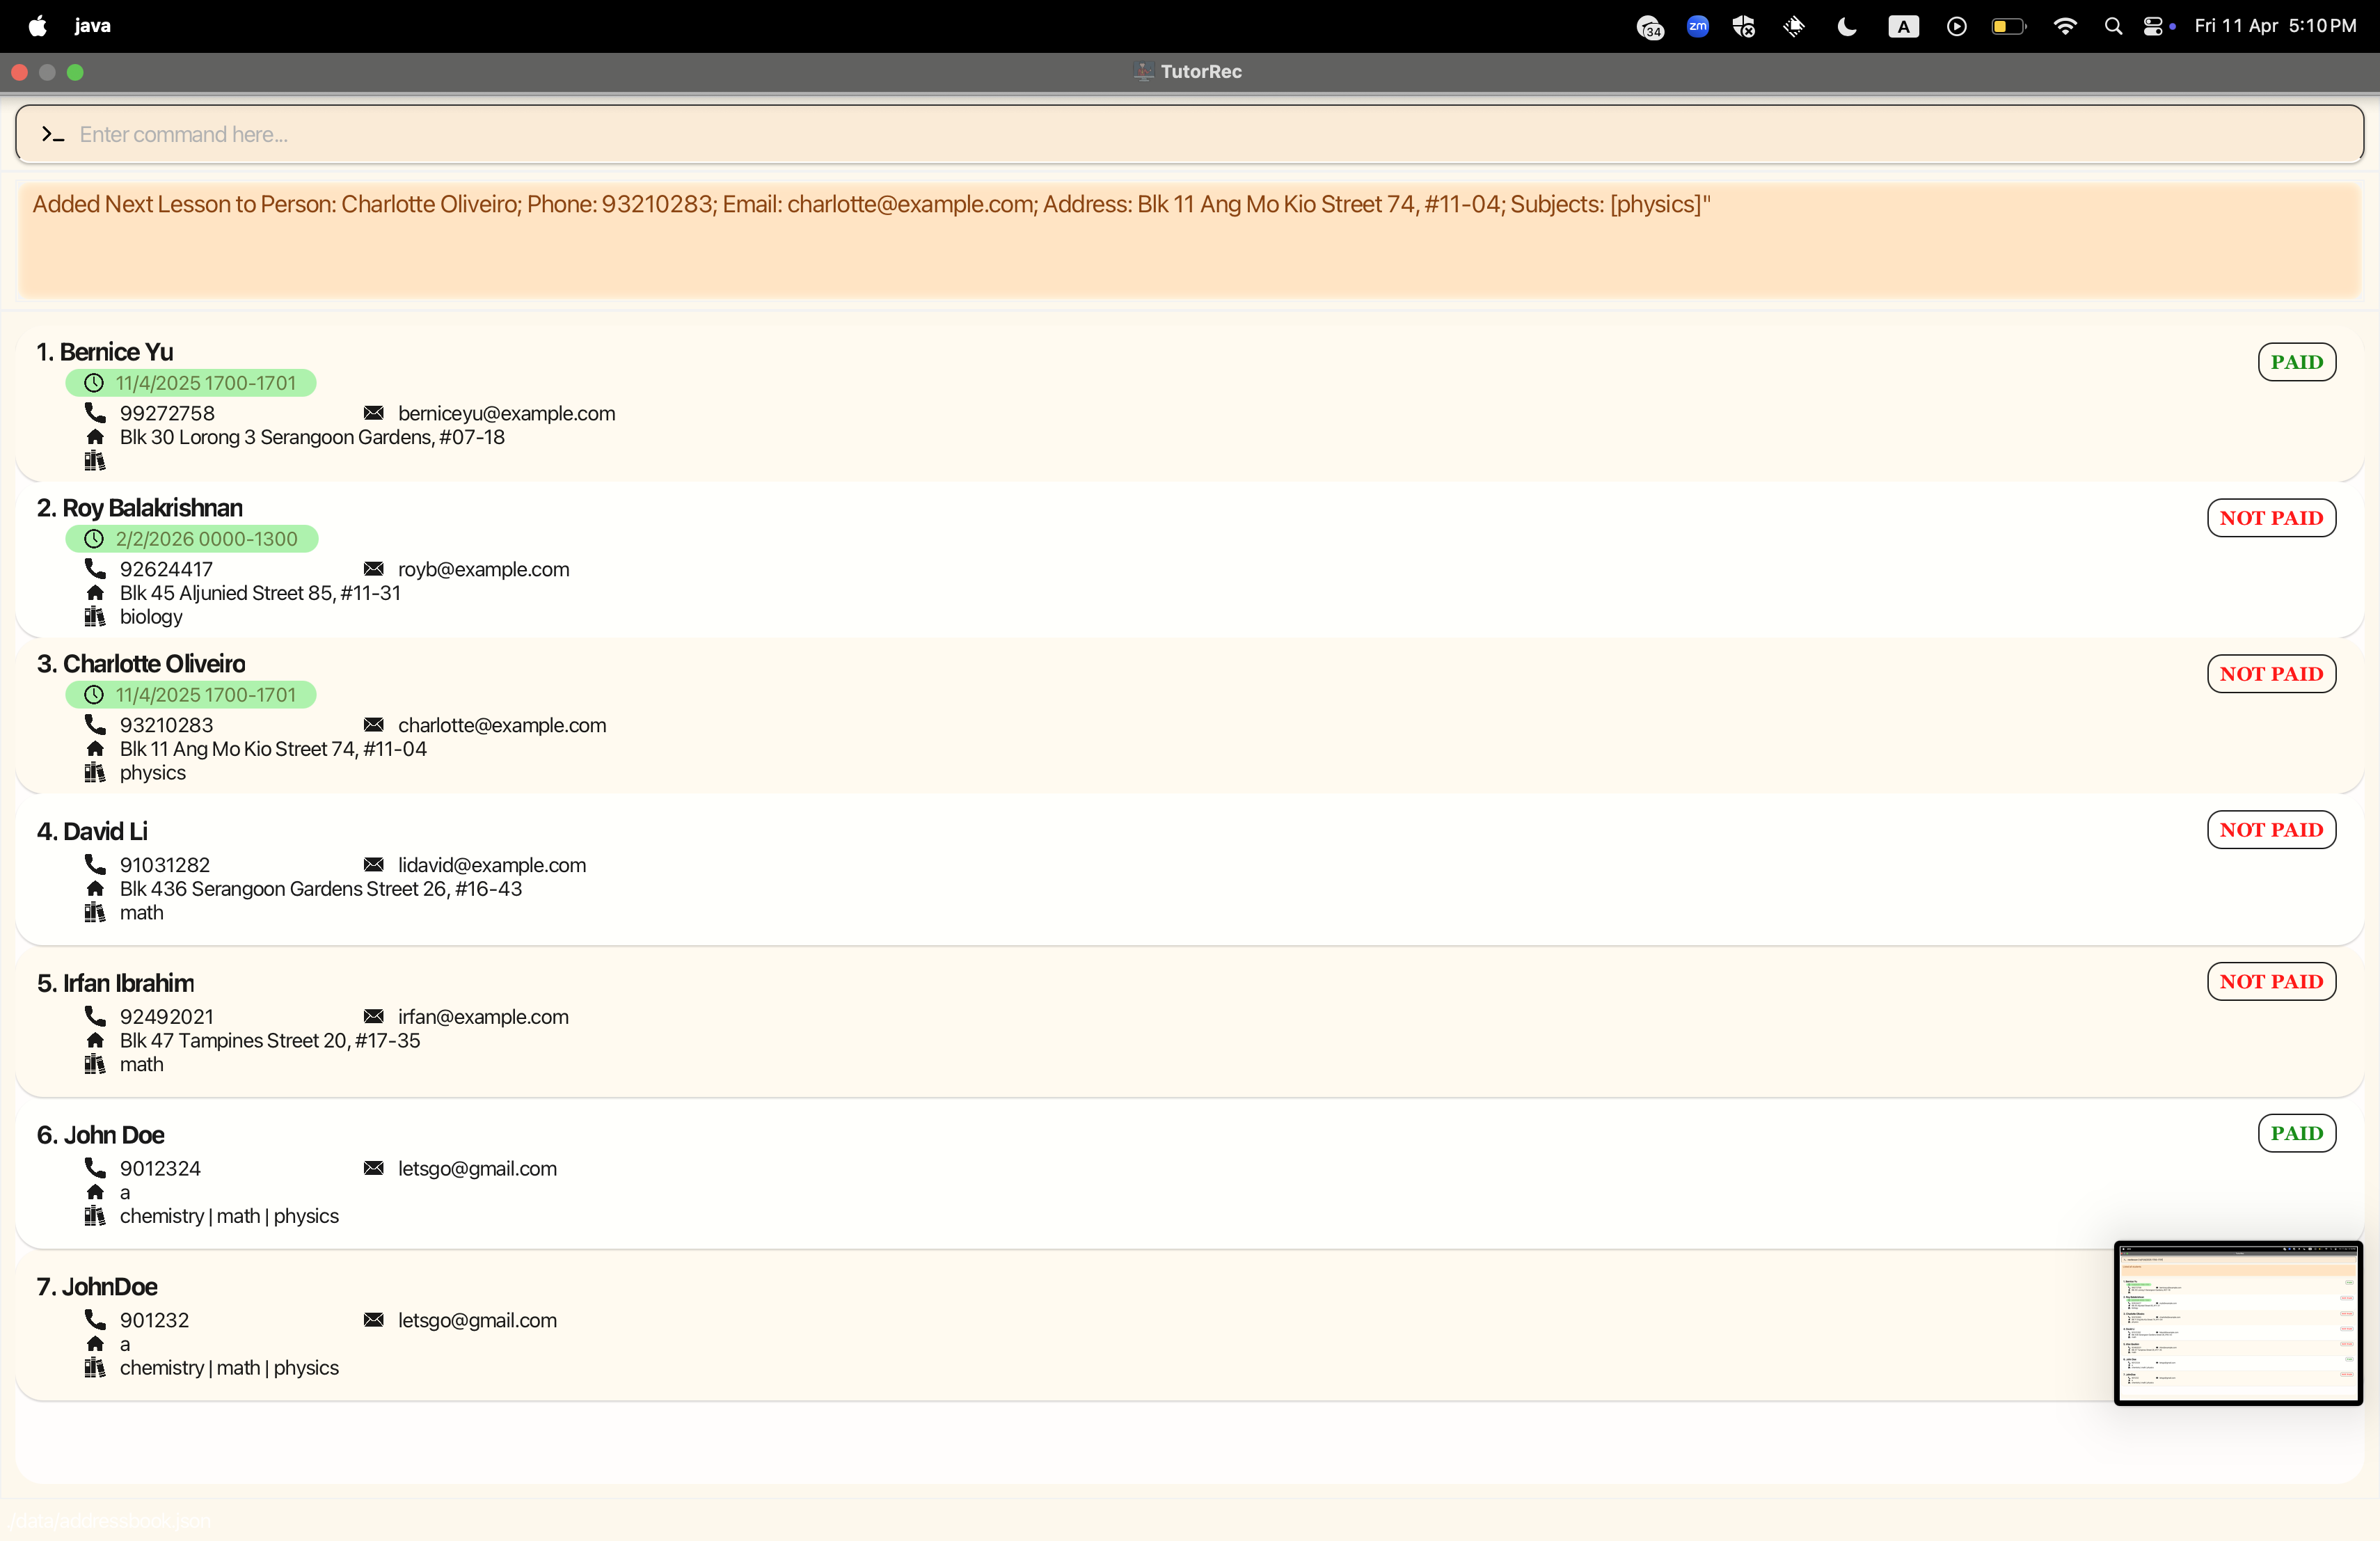 java
34
zm
A
Fri 11 Apr 5:10 PM
TutorRec
Enter command here...
Added Next Lesson to Person: Charlotte Oliveiro; Phone: 93210283; Email: charlotte@example.com; Address: Blk 11 Ang Mo Kio Street 74, #11-04; Subjects: [physics]"
1. Bernice Yu
PAID
11/4/2025 1700-1701
99272758 berniceyu@example.com
Blk 30 Lorong 3 Serangoon Gardens, #07-18
2. Roy Balakrishnan
NOT PAID
2/2/2026 0000-1300
92624417 royb@example.com
Blk 45 Aljunied Street 85, #11-31
biology
3. Charlotte Oliveiro
NOT PAID
11/4/2025 1700-1701
93210283 charlotte@example.com
Blk 11 Ang Mo Kio Street 74, #11-04
physics
4. David Li
NOT PAID
91031282 lidavid@example.com
Blk 436 Serangoon Gardens Street 26, #16-43
math
5. Irfan Ibrahim
NOT PAID
92492021 irfan@example.com
Blk 47 Tampines Street 20, #17-35
math
6. John Doe
PAID
9012324 letsgo@gmail.com
a
chemistry | math | physics
7. JohnDoe
901232 letsgo@gmail.com
a
chemistry | math | physics
./data/addressbook.json